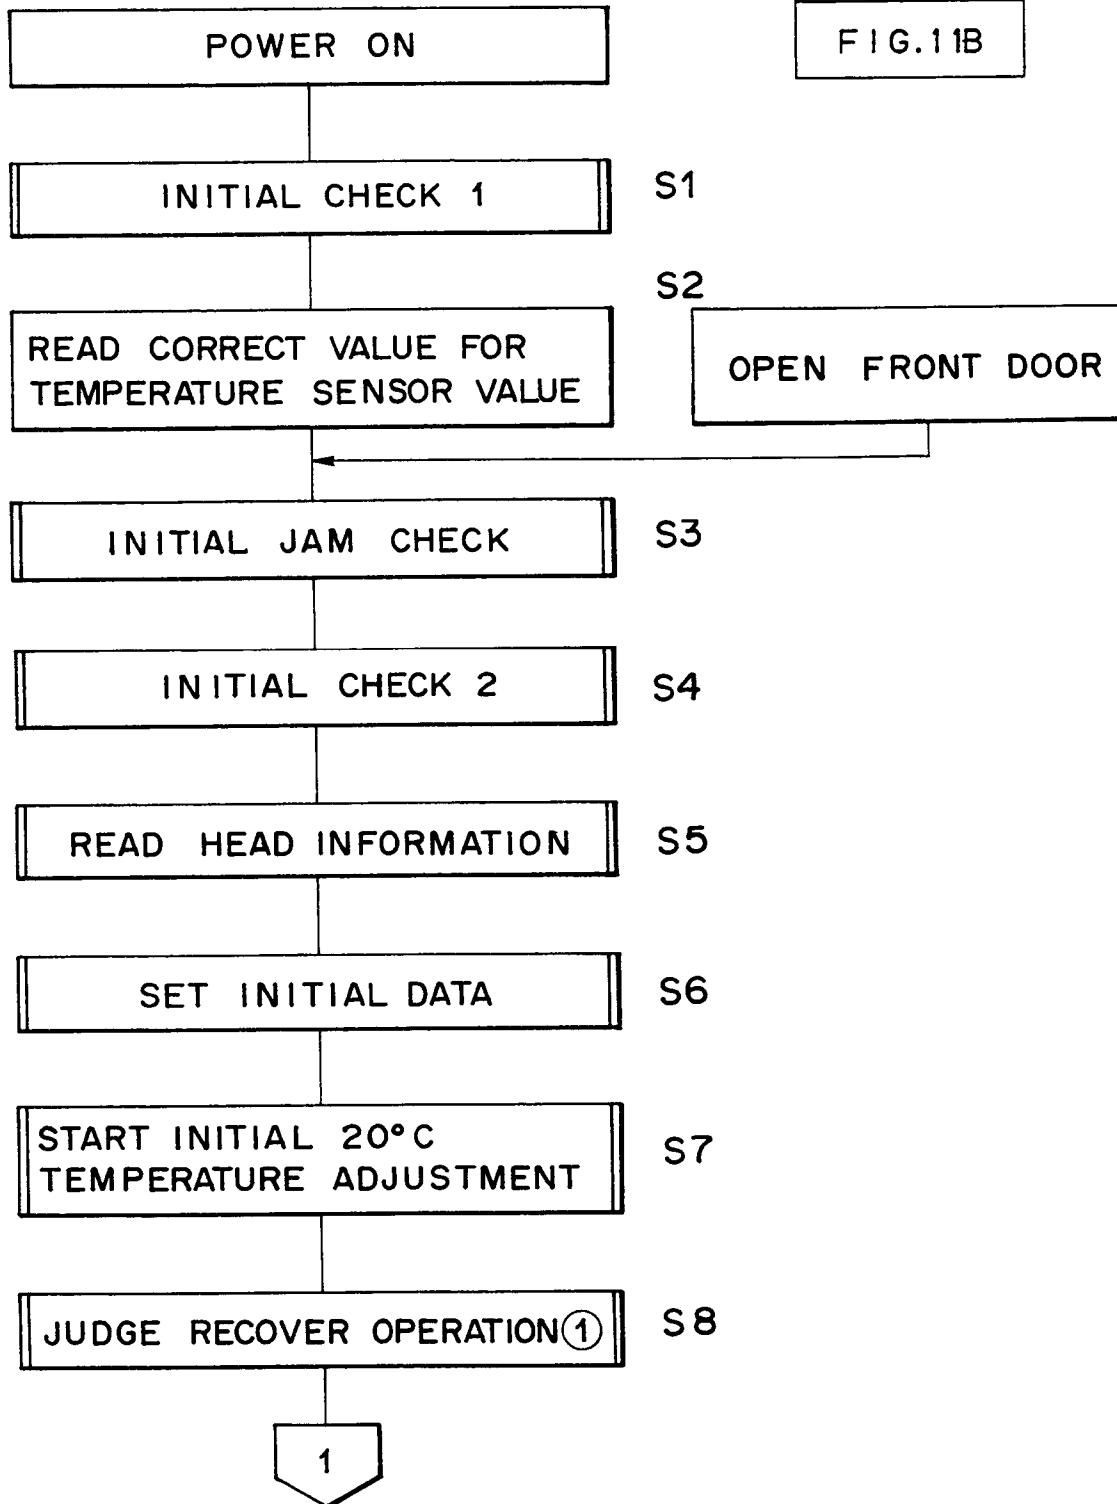 POWER ON
FIG.11B
INITIAL CHECK 1
S1
S2
READ CORRECT VALUE FOR
TEMPERATURE SENSOR VALUE
OPEN FRONT DOOR
INITIAL JAM CHECK
S3
INITIAL CHECK 2
S4
READ HEAD INFORMATION
S5
SET INITIAL DATA
S6
START INITIAL 20°C
TEMPERATURE ADJUSTMENT
S7
JUDGE RECOVER OPERATION①
S8
1